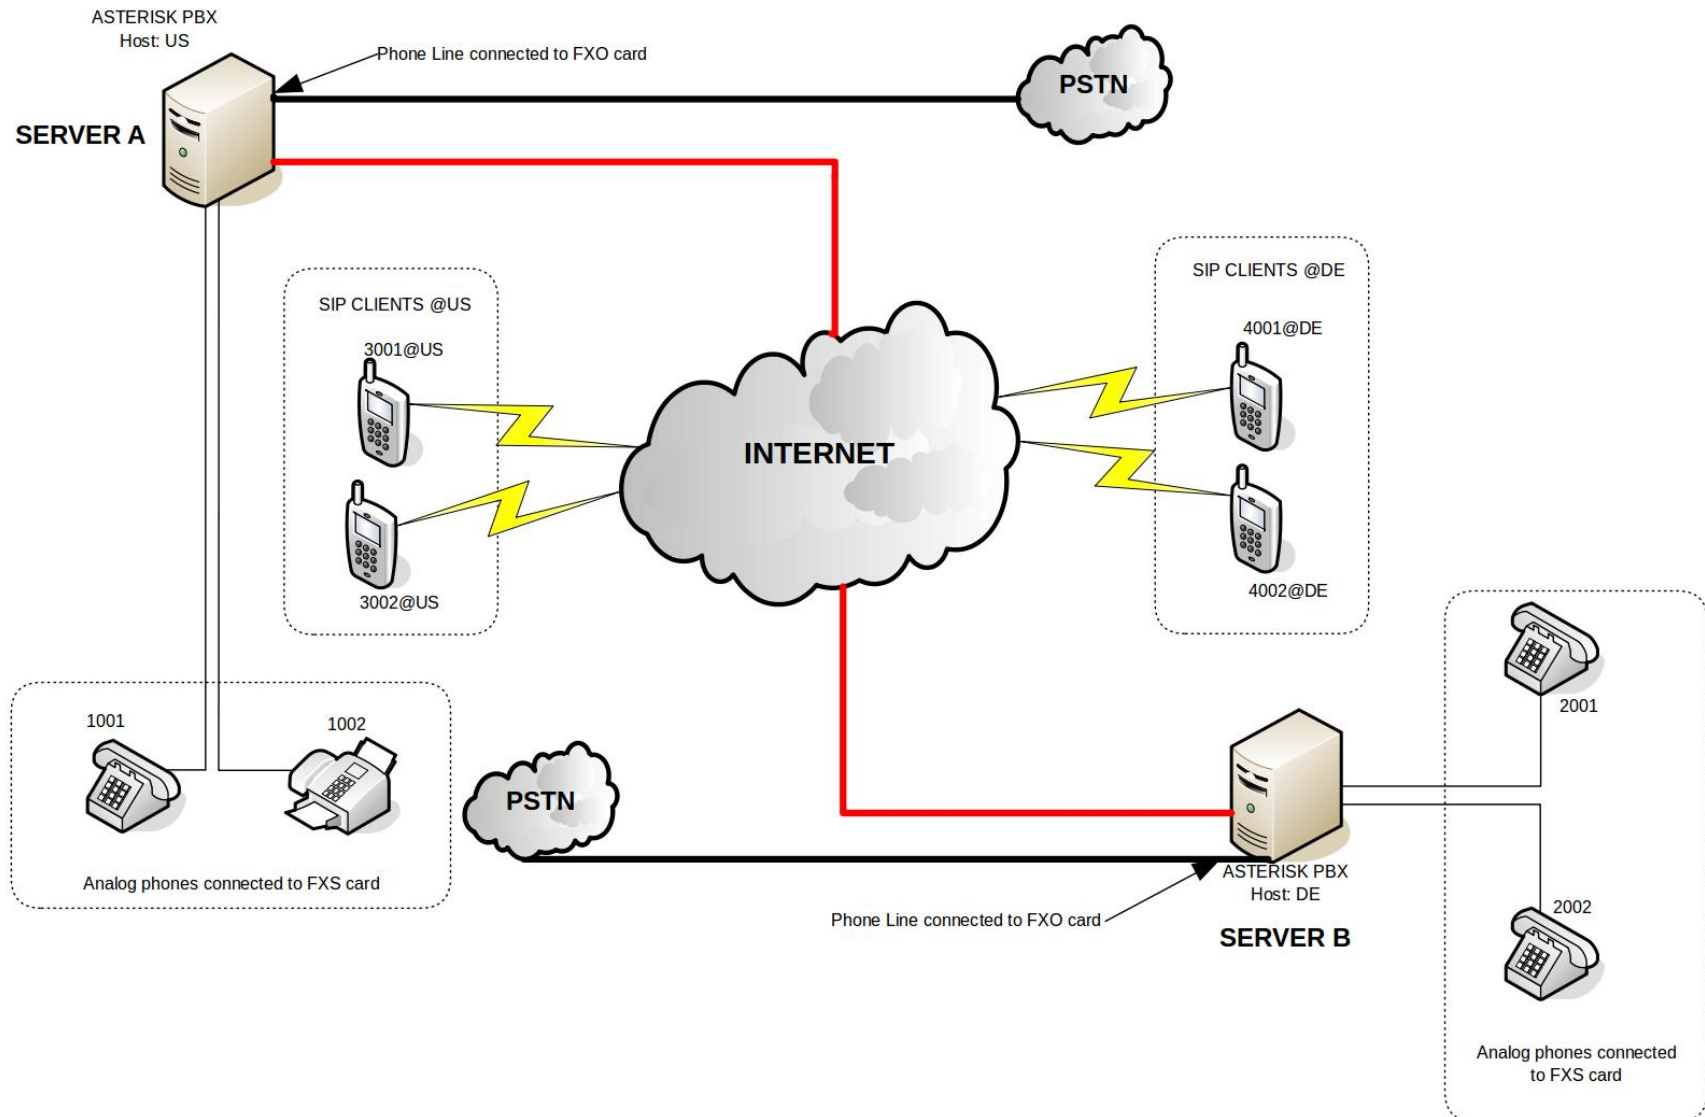 ASTERISK PBX
Host: US
Phone Line connected to FXO card
PSTN
SERVER A
SIP CLIENTS @US
3001@US
3002@US
INTERNET
SIP CLIENTS @DE
4001@DE
4002@DE
1001
1002
Analog phones connected to FXS card
PSTN
Phone Line connected to FXO card
ASTERISK PBX
Host: DE
SERVER B
2001
2002
Analog phones connected
to FXS card